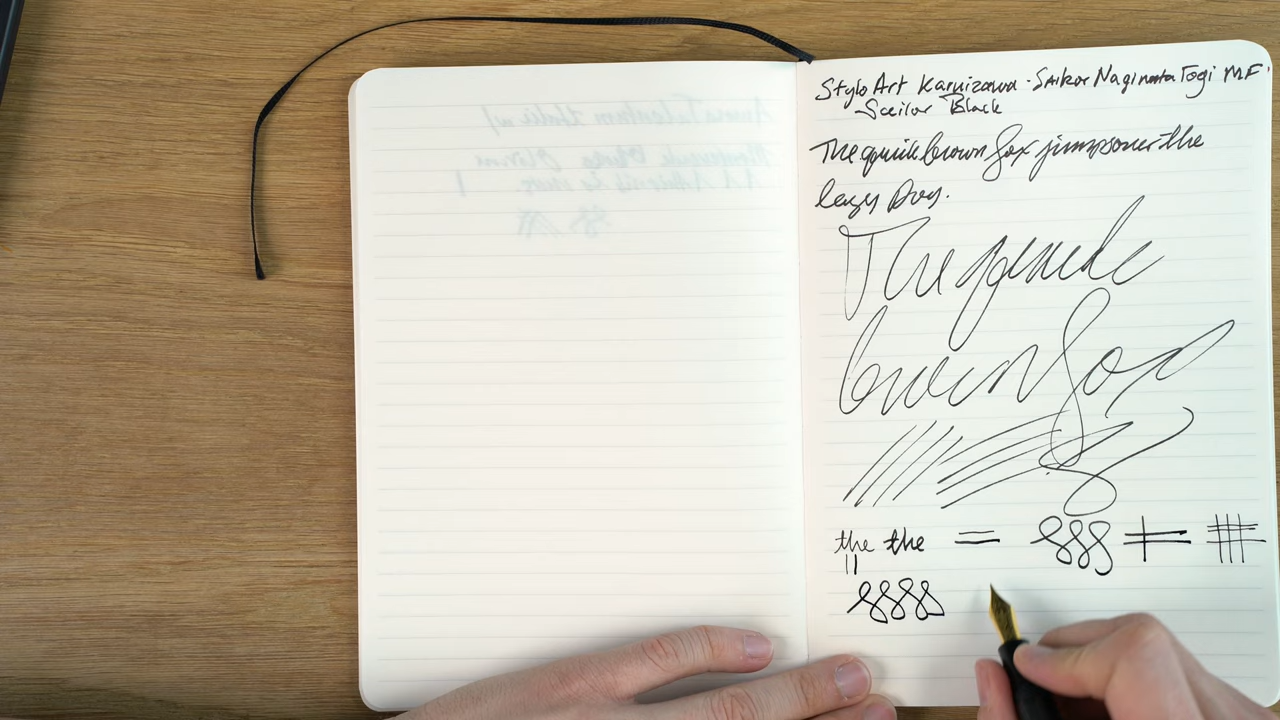 Stylo Art Karuizawa · Sailor Naginata Togi MF
Sailor Black
The quick brown fox jumps over the
lazy Dog.
The quick
brown fox
the the